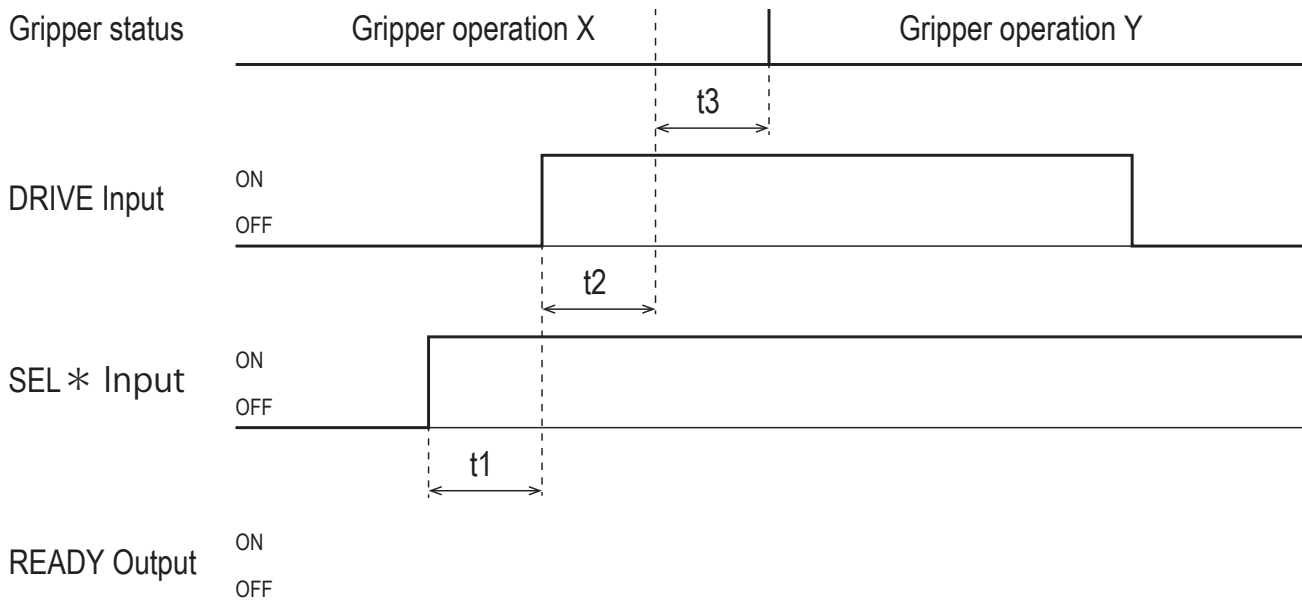 Gripper status Gripper operation X Gripper operation Y
t3
DRIVE Input ON
OFF
t2
SEL＊ Input ON
OFF
t1
READY Output ON
OFF